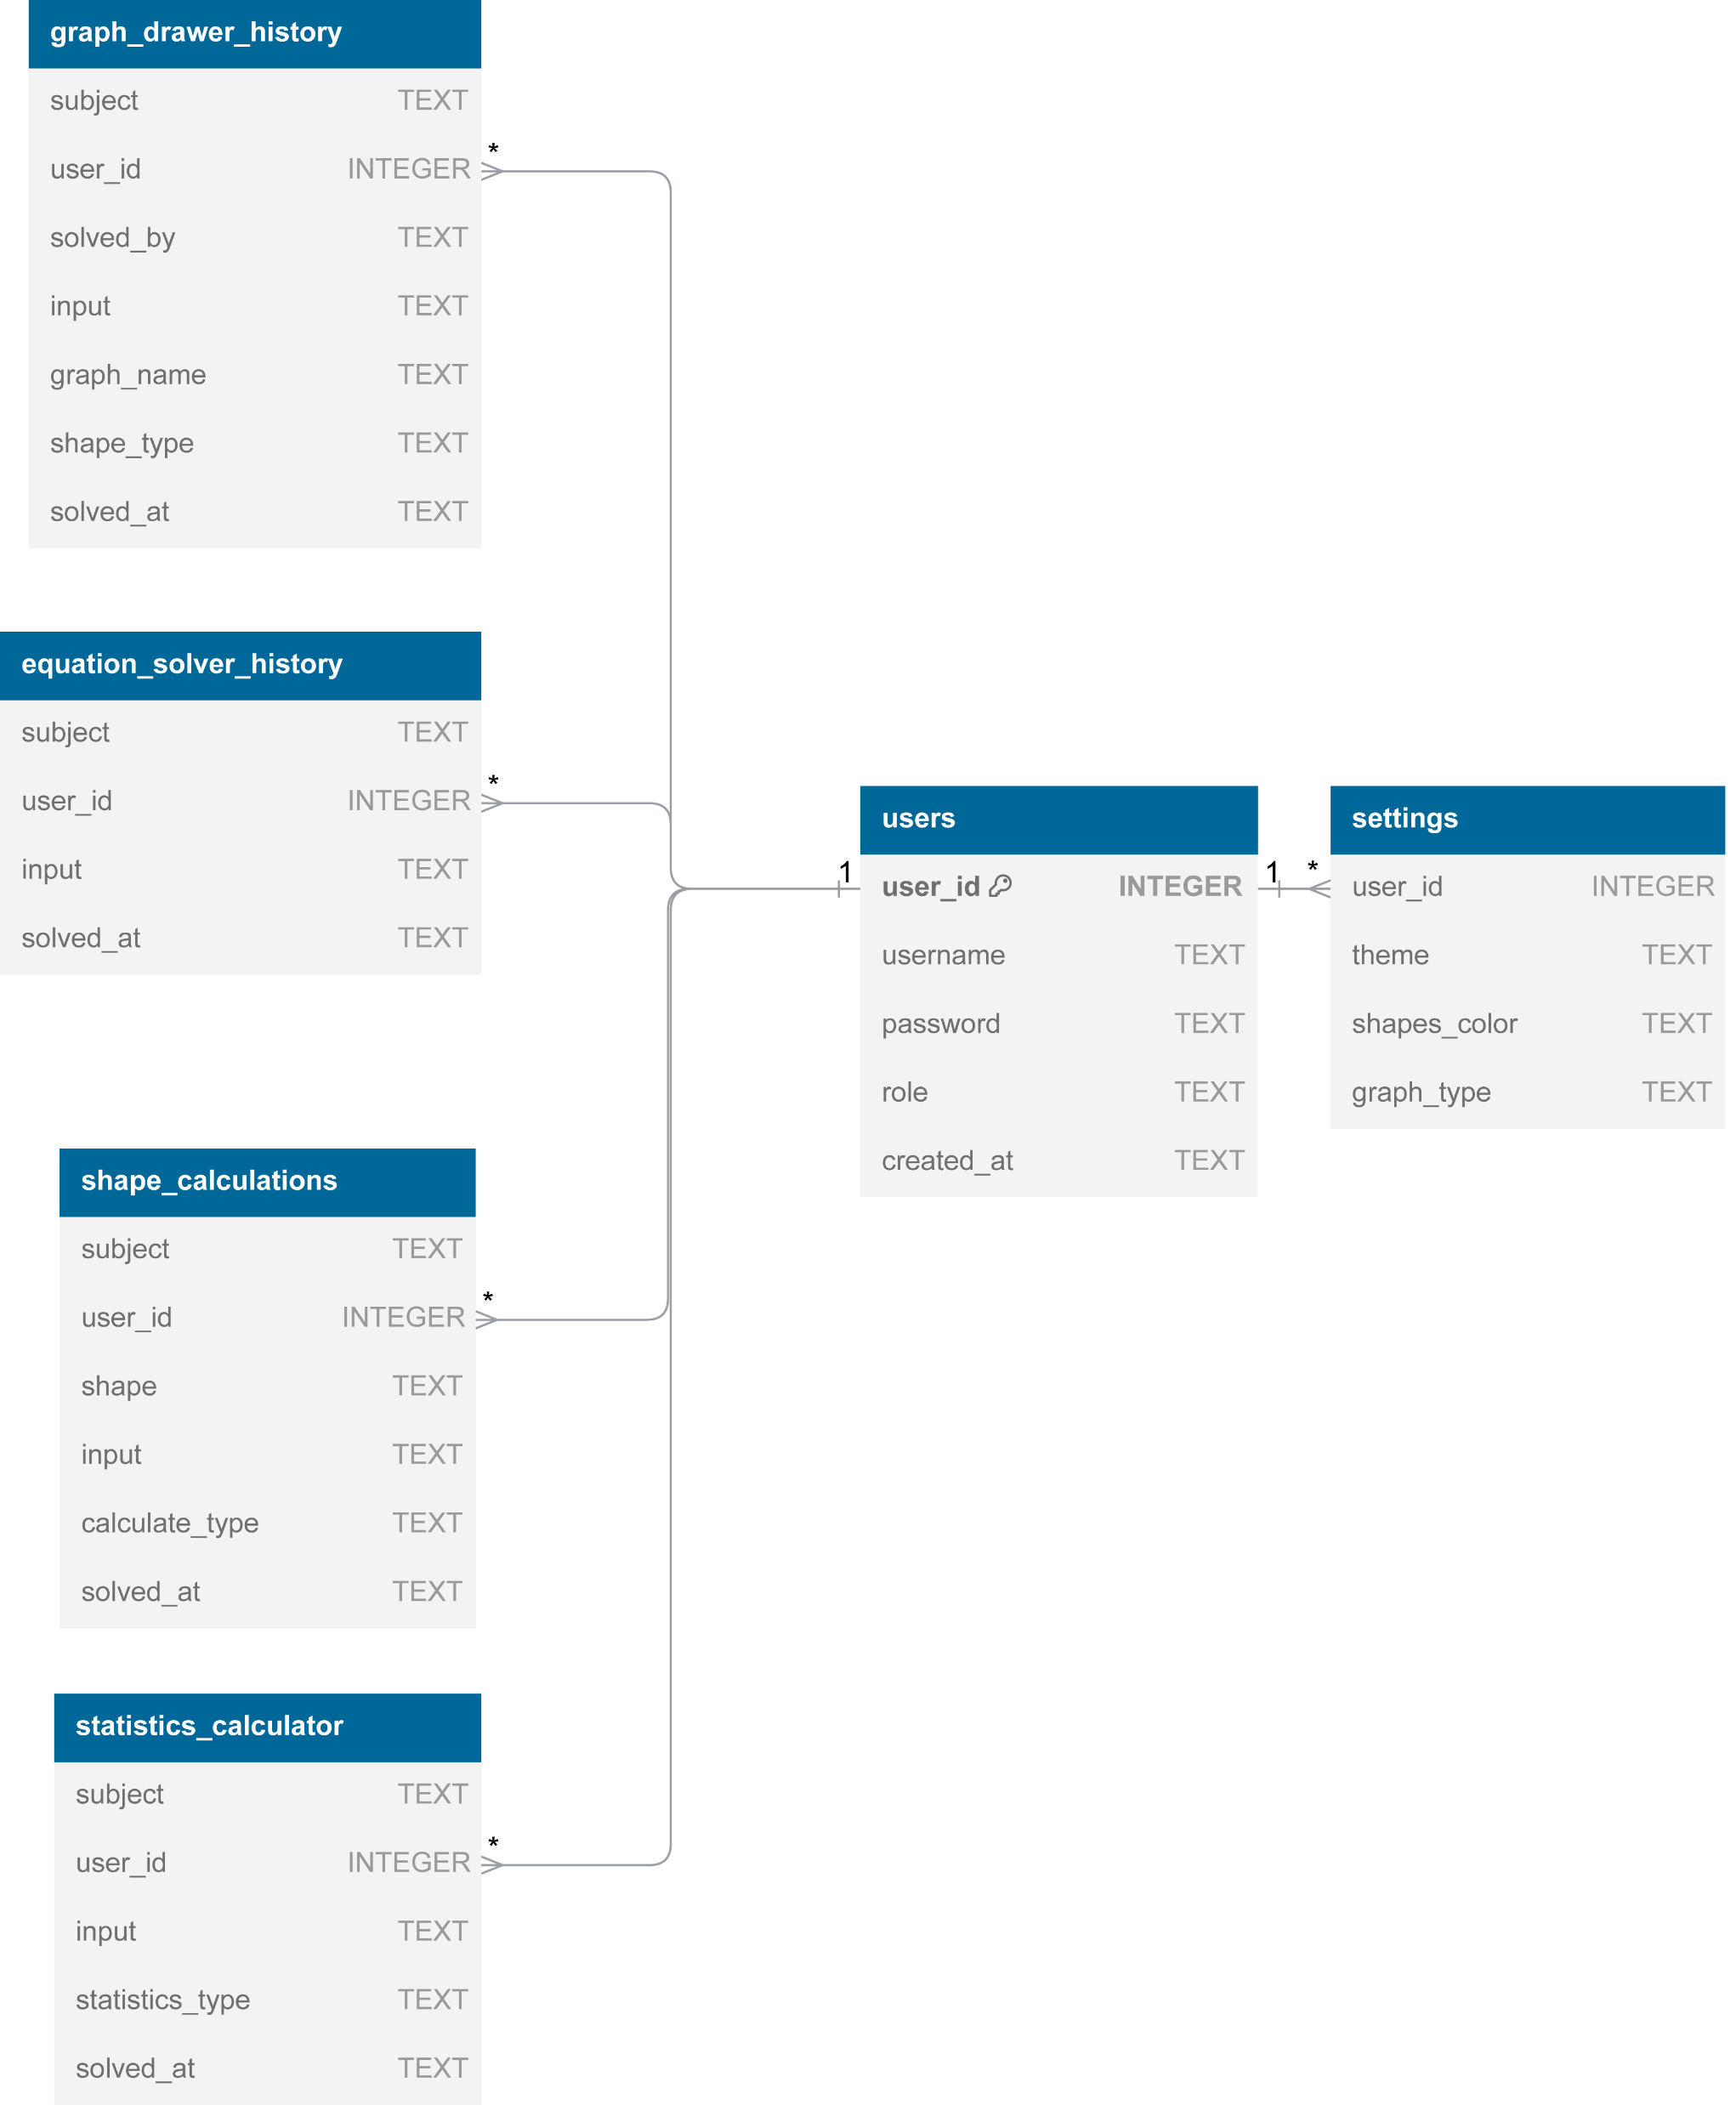 graph_drawer_history
subject TEXT
user_id INTEGER *
solved_by TEXT
input TEXT
graph_name TEXT
shape_type TEXT
solved_at TEXT
equation_solver_history
subject TEXT
user_id INTEGER *
input TEXT
solved_at TEXT
users
1 user_id INTEGER 1
username TEXT
password TEXT
role TEXT
created_at TEXT
settings
* user_id INTEGER
theme TEXT
shapes_color TEXT
graph_type TEXT
shape_calculations
subject TEXT
user_id INTEGER *
shape TEXT
input TEXT
calculate_type TEXT
solved_at TEXT
statistics_calculator
subject TEXT
user_id INTEGER *
input TEXT
statistics_type TEXT
solved_at TEXT